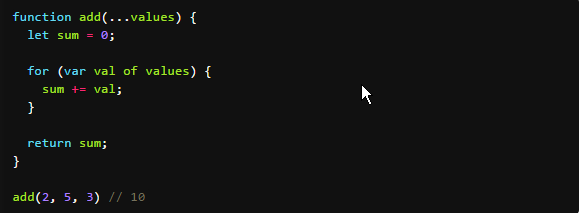 function add(...values) {
  let sum = 0;

  for (var val of values) {
    sum += val;
  }

  return sum;
}

add(2, 5, 3) // 10